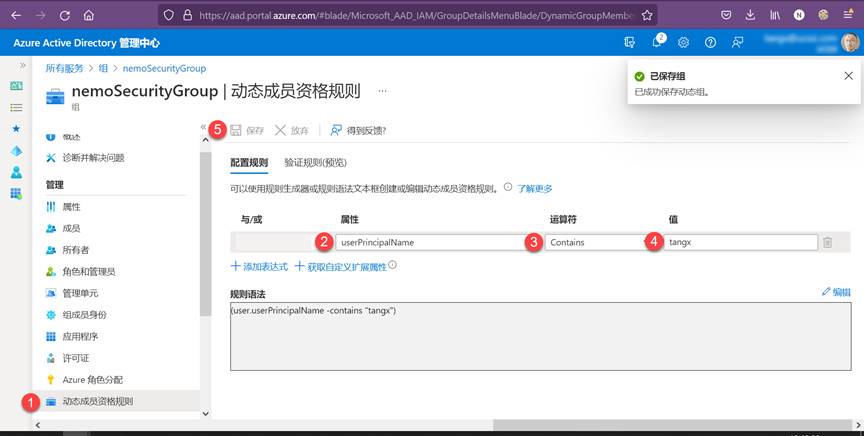 https://aad.portal.azure.com/#blade/Microsoft_AAD_IAM/GroupDetailsMenuBlade/DynamicGroupMembe
N
Azure Active Directory 管理中心
2
所有服务 > 组 > nemoSecurityGroup
nemoSecurityGroup | 动态成员资格规则 ...
组
已保存组
已成功保存动态组。
5 保存 放弃 得到反馈?
概述
诊断并解决问题
管理
属性
成员
所有者
角色和管理员
管理单元
组成员身份
应用程序
许可证
Azure 角色分配
1 动态成员资格规则
配置规则 验证规则(预览)
可以使用规则生成器或规则语法文本框创建或编辑动态成员资格规则。 了解更多
与/或 属性 运算符 值
2 userPrincipalName 3 Contains 4 tangx
添加表达式 获取自定义扩展属性
规则语法 编辑
(user.userPrincipalName -contains "tangx")